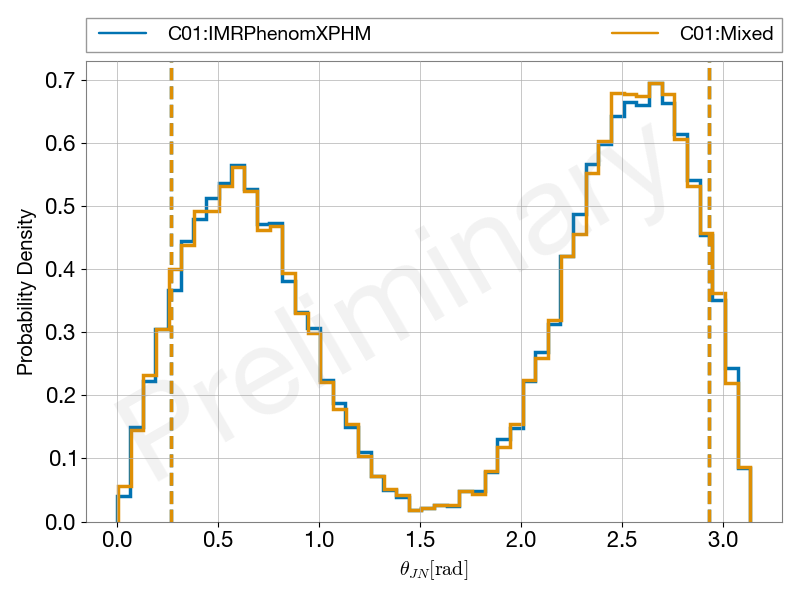 C01:IMRPhenomXPHM C01:Mixed
0.7
0.6
0.5
0.4
0.3
0.2
0.1
0.0
Probability Density
Preliminary
0.0 0.5 1.0 1.5 2.0 2.5 3.0
θ_{JN}[rad]